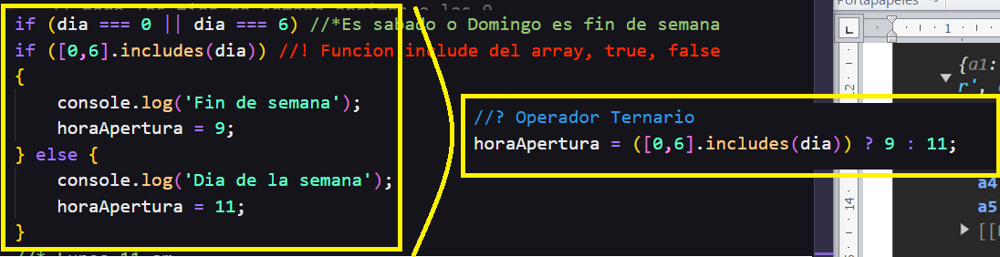 if (dia === 0 || dia === 6) //*Es sabado o Domingo es fin de semana
if ([0,6].includes(dia)) //! Funcion include del array, true, false
{
console.log('Fin de semana');
horaApertura = 9;
} else {
console.log('Dia de la semana');
horaApertura = 11;
}
//? Operador Ternario
horaApertura = ([0,6].includes(dia)) ? 9 : 11;
Portapapeles
1
{a1:
r',
12
14
a4
a5
[[